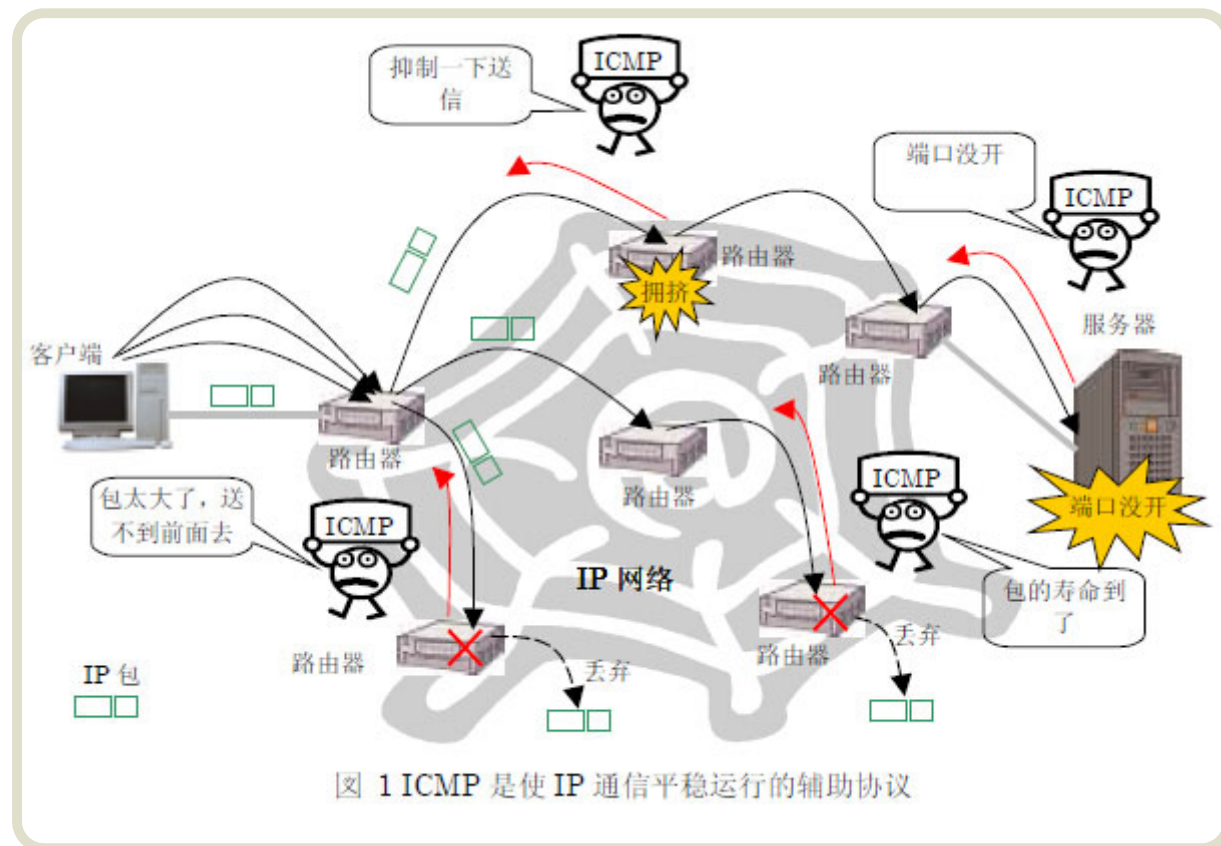 抑制一下送
信
ICMP
端口没开
ICMP
路由器
拥挤
服务器
客户端
路由器
路由器
路由器
ICMP
端口没开
包太大了，送
不到前面去
ICMP
IP 网络
包的寿命到
了
路由器
丢弃
路由器
丢弃
IP 包
图 1 ICMP 是使 IP 通信平稳运行的辅助协议